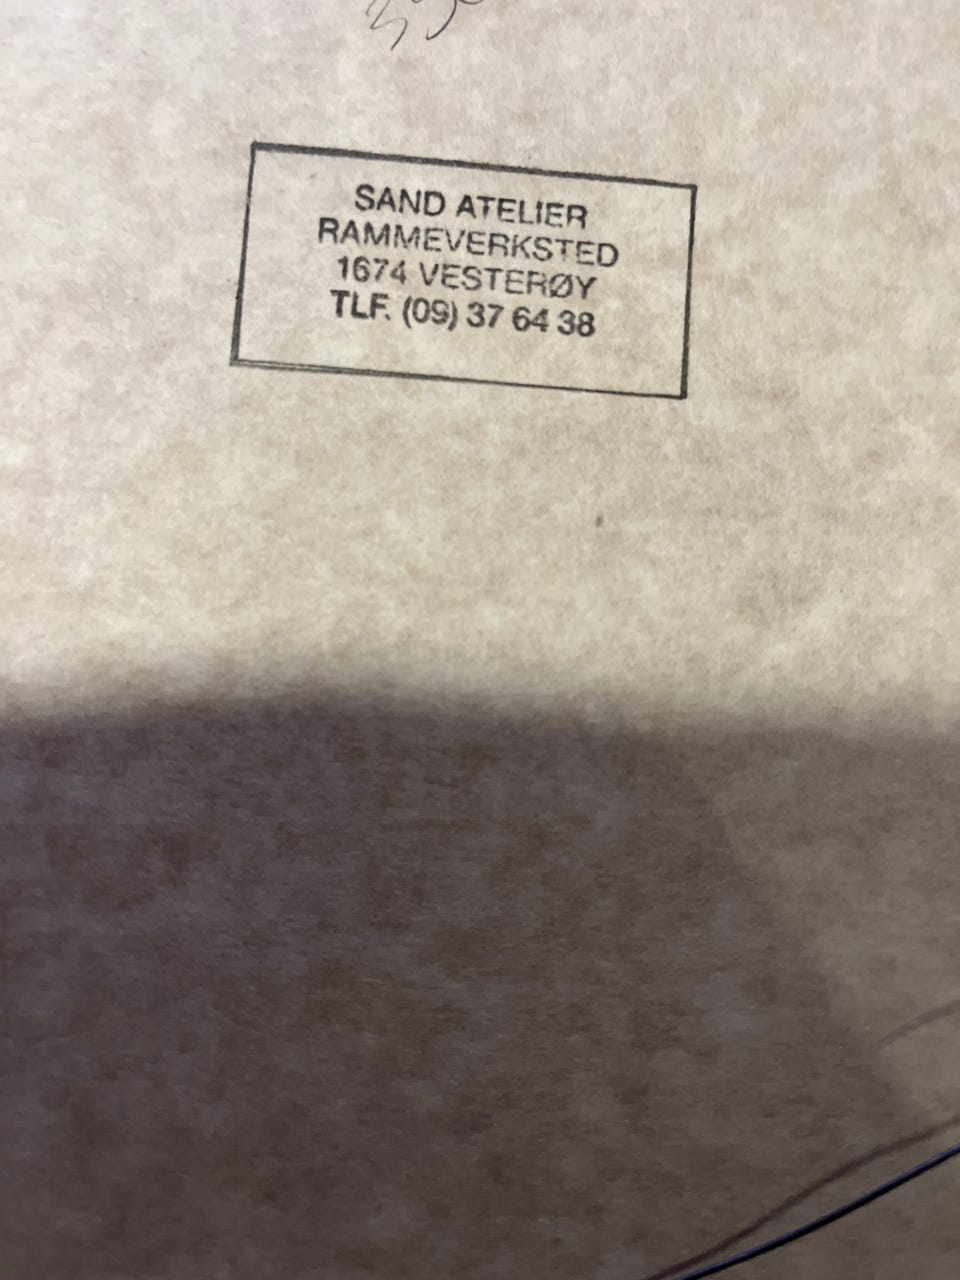 SAND ATELIER
RAMMEVERKSTED
1674 VESTERØY
TLF. (09) 37 64 38